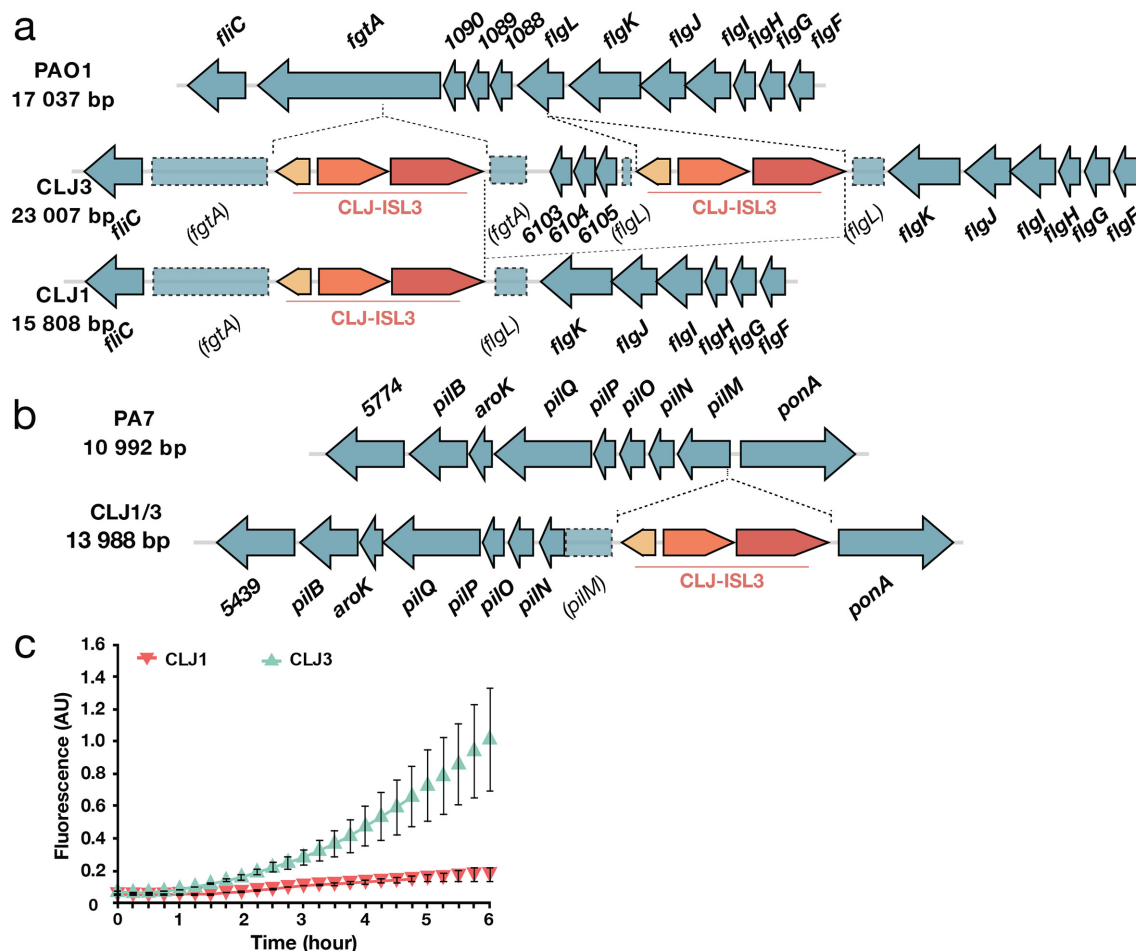 a
fliC fgtA 1090 1089 1088 flgL flgK flgJ flgI flgH flgG flgF
PAO1
17 037 bp
CLJ3
23 007 bp
fliC (fgtA) CLJ-ISL3 (fgtA) 6103 6104 6105 (flgL) CLJ-ISL3 (flgL) flgK flgJ flgI flgH flgG flgF
CLJ1
15 808 bp
fliC (fgtA) CLJ-ISL3 (flgL) flgK flgJ flgI flgH flgG flgF
b
5774 pilB aroK pilQ pilP pilO pilN pilM ponA
PA7
10 992 bp
CLJ1/3
13 988 bp
5439 pilB aroK pilQ pilP pilO pilN (pilM) CLJ-ISL3 ponA
c
CLJ1 CLJ3
Fluorescence (AU)
1.6
1.4
1.2
1.0
0.8
0.6
0.4
0.2
0
0 1 2 3 4 5 6
Time (hour)